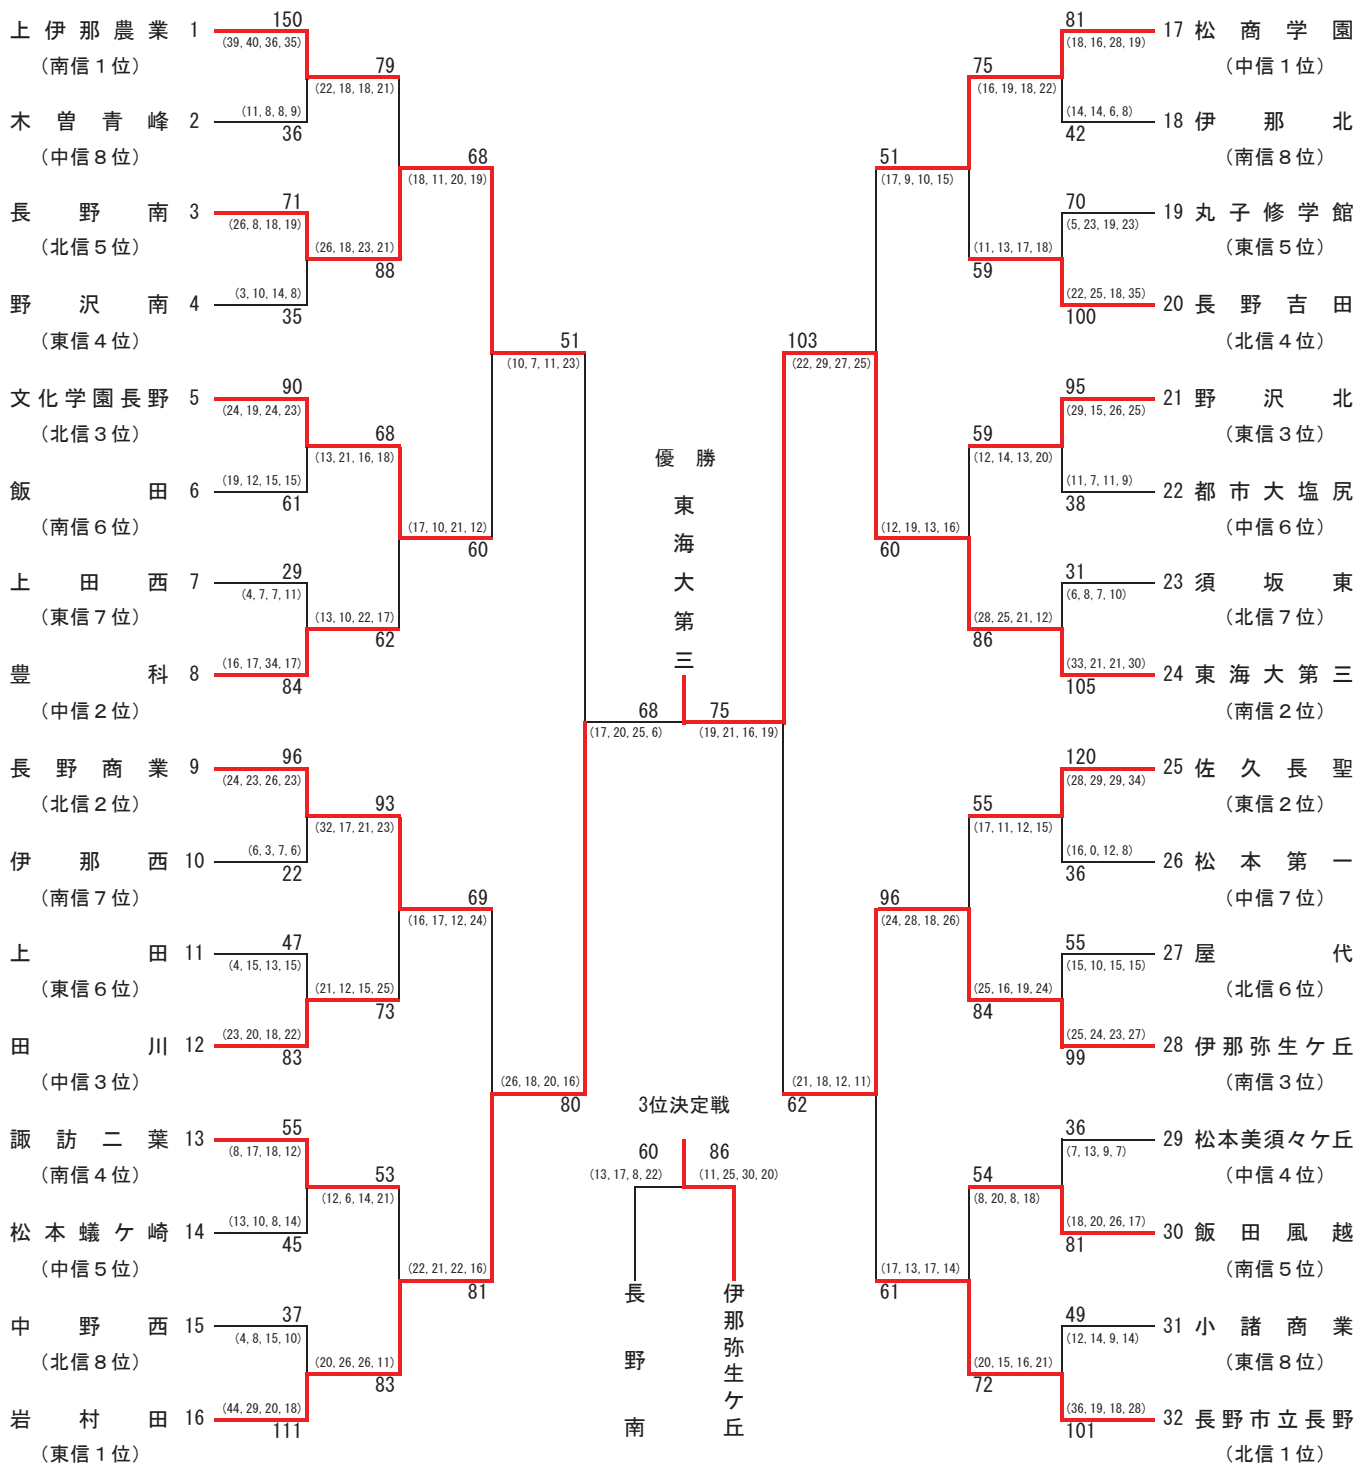 上伊那農業 1
(南信1位)
150
(39, 40, 36, 35)
木曽青峰 2
(中信8位)
(11, 8, 8, 9)
36
79
(22, 18, 18, 21)
長野南 3
(北信5位)
71
(26, 8, 18, 19)
野沢南 4
(東信4位)
(3, 10, 14, 8)
35
(26, 18, 23, 21)
88
68
(18, 11, 20, 19)
文化学園長野 5
(北信3位)
90
(24, 19, 24, 23)
飯田 6
(南信6位)
(19, 12, 15, 15)
61
68
(13, 21, 16, 18)
上田西 7
(東信7位)
29
(4, 7, 7, 11)
豊科 8
(中信2位)
(16, 17, 34, 17)
84
(13, 10, 22, 17)
62
(17, 10, 21, 12)
60
51
(10, 7, 11, 23)
長野商業 9
(北信2位)
96
(24, 23, 26, 23)
伊那西 10
(南信7位)
(6, 3, 7, 6)
22
93
(32, 17, 21, 23)
上田 11
(東信6位)
47
(4, 15, 13, 15)
田川 12
(中信3位)
(23, 20, 18, 22)
83
(21, 12, 15, 25)
73
69
(16, 17, 12, 24)
諏訪二葉 13
(南信4位)
55
(8, 17, 18, 12)
松本蟻ケ崎 14
(中信5位)
(13, 10, 8, 14)
45
53
(12, 6, 14, 21)
中野西 15
(北信8位)
37
(4, 8, 15, 10)
岩村田 16
(東信1位)
(44, 29, 20, 18)
111
(20, 26, 26, 11)
83
(22, 21, 22, 16)
81
(26, 18, 20, 16)
80
優勝
東海大第三
68
(17, 20, 25, 6)
75
(19, 21, 16, 19)
3位決定戦
60
(13, 17, 8, 22)
86
(11, 25, 30, 20)
長野南
伊那弥生ケ丘
81
(18, 16, 28, 19)
17 松商学園
(中信1位)
(14, 14, 6, 8)
42
18 伊那北
(南信8位)
75
(16, 19, 18, 22)
70
(5, 23, 19, 23)
19 丸子修学館
(東信5位)
(22, 25, 18, 35)
100
20 長野吉田
(北信4位)
(11, 13, 17, 18)
59
51
(17, 9, 10, 15)
95
(29, 15, 26, 25)
21 野沢北
(東信3位)
(11, 7, 11, 9)
38
22 都市大塩尻
(中信6位)
59
(12, 14, 13, 20)
31
(6, 8, 7, 10)
23 須坂東
(北信7位)
(33, 21, 21, 30)
105
24 東海大第三
(南信2位)
(28, 25, 21, 12)
86
(12, 19, 13, 16)
60
103
(22, 29, 27, 25)
120
(28, 29, 29, 34)
25 佐久長聖
(東信2位)
(16, 0, 12, 8)
36
26 松本第一
(中信7位)
55
(17, 11, 12, 15)
55
(15, 10, 15, 15)
27 屋代
(北信6位)
(25, 24, 23, 27)
99
28 伊那弥生ケ丘
(南信3位)
(25, 16, 19, 24)
84
96
(24, 28, 18, 26)
36
(7, 13, 9, 7)
29 松本美須々ケ丘
(中信4位)
(18, 20, 26, 17)
81
30 飯田風越
(南信5位)
54
(8, 20, 8, 18)
49
(12, 14, 9, 14)
31 小諸商業
(東信8位)
(36, 19, 18, 28)
101
32 長野市立長野
(北信1位)
(20, 15, 16, 21)
72
(17, 13, 17, 14)
61
(21, 18, 12, 11)
62